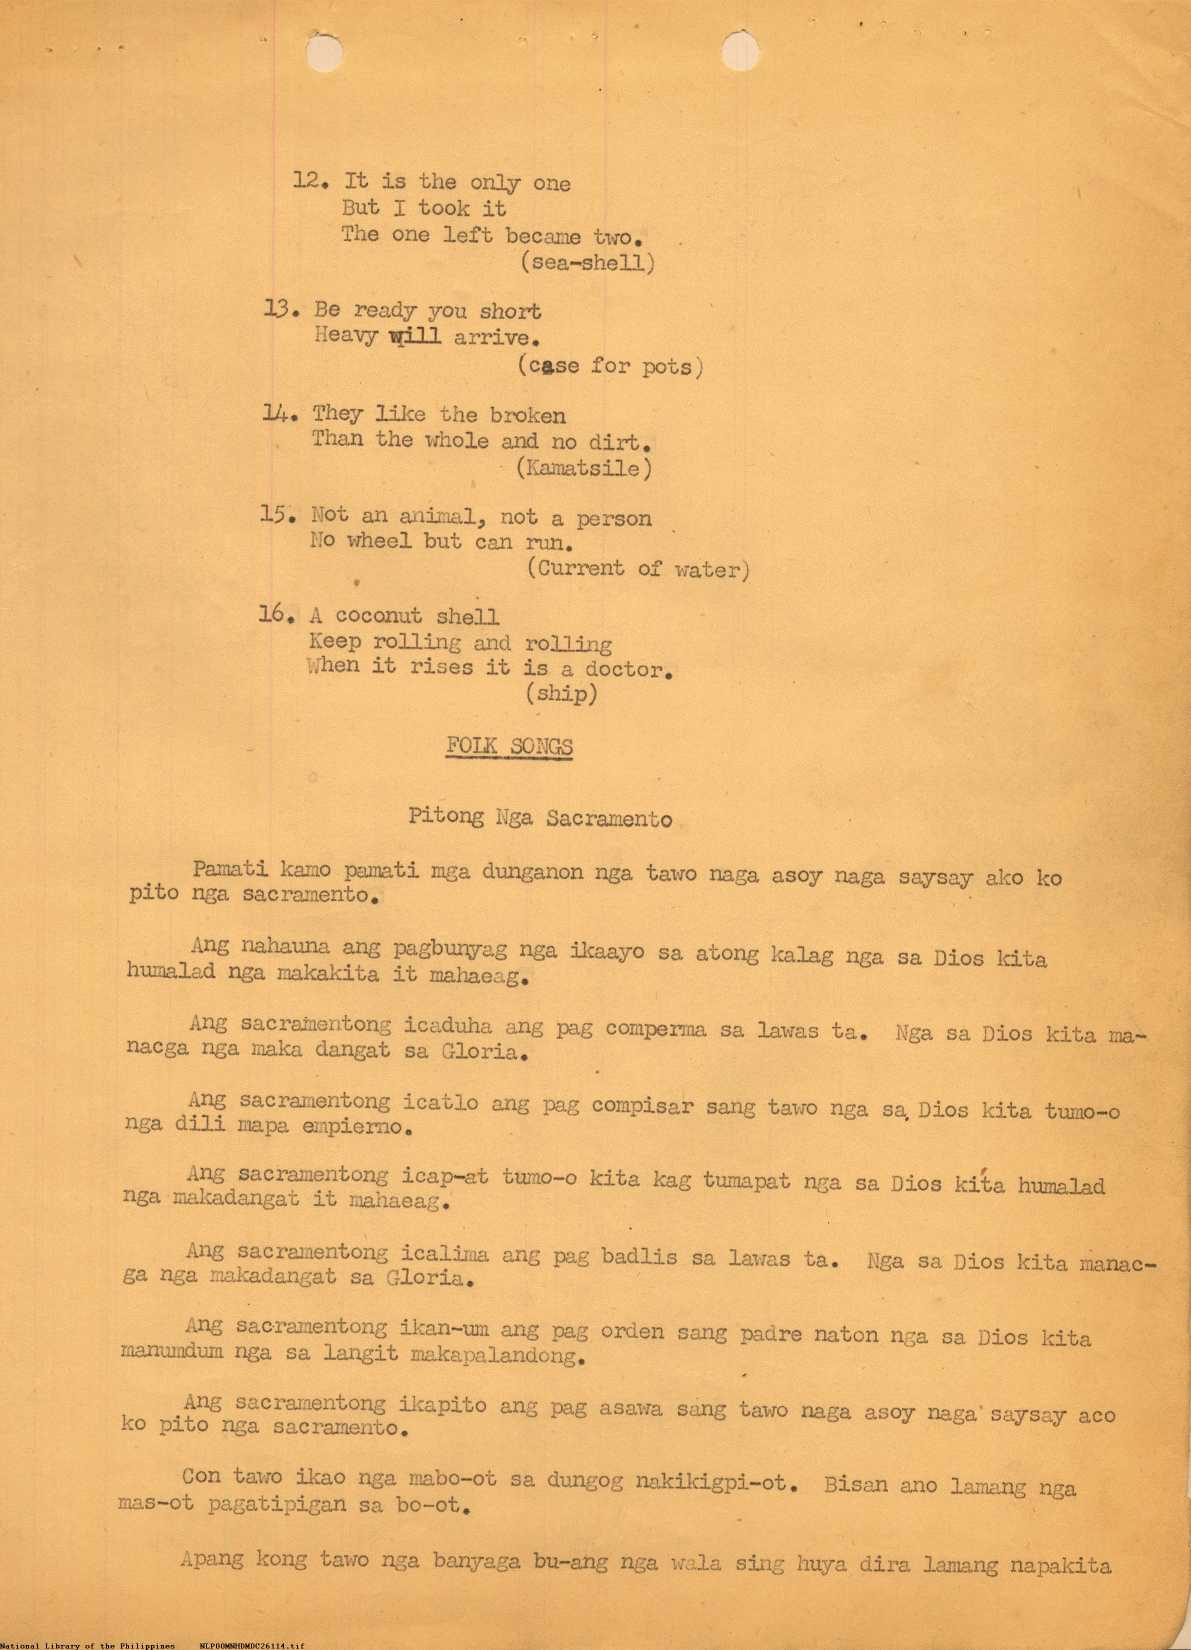 12. It is the only one
But I took it
The one left became two.
(sea-shell)
13. Be ready you short
Heavy will arrive.
(case for pots)
14. They like the broken
Than the whole and no dirt.
(Kamatsile)
15. Not an animal, not a person
No wheel but can run.
(Current of water)
16. A coconut shell
Keep rolling and rolling
When it rises it is a doctor.
(ship)
FOLK SONGS
Pitong Nga Sacramento
Pamati kamo pamati mga dunganon nga tawo naga asoy naga saysay ako ko
pito nga sacramento.
Ang nahauna ang pagbunyag nga ikaayo sa atong kalag nga sa Dios kita
humalad nga makakita it mahaeag.
Ang sacramentong icaduha ang pag comperma sa lawas ta.  Nga sa Dios kita ma-
nacga nga maka dangat sa Gloria.
Ang sacramentong icatlo ang pag compisar sang tawo nga sa Dios kita tumo-o
nga dili mapa empierno.
Ang sacramentong icap-at tumo-o kita kag tumapat nga sa Dios kita humalad
nga makadangat it mahaeag.
Ang sacramentong icalima ang pag badlis sa lawas ta.  Nga sa Dios kita manac-
ga nga makadangat sa Gloria.
Ang sacramentong ikan-um ang pag orden sang padre naton nga sa Dios kita
manumdum nga sa langit makapalandong.
Ang sacramentong ikapito ang pag asawa sang tawo naga asoy naga saysay aco
ko pito nga sacramento.
Con tawo ikao nga mabo-ot sa dungog nakikigpi-ot.  Bisan ano lamang nga
mas-ot pagatipigan sa bo-ot.
Apang kong tawo nga banyaga bu-ang nga wala sing huya dira lamang napakita
National Library of the Philippines NLP00MNHDMDC26114.tif